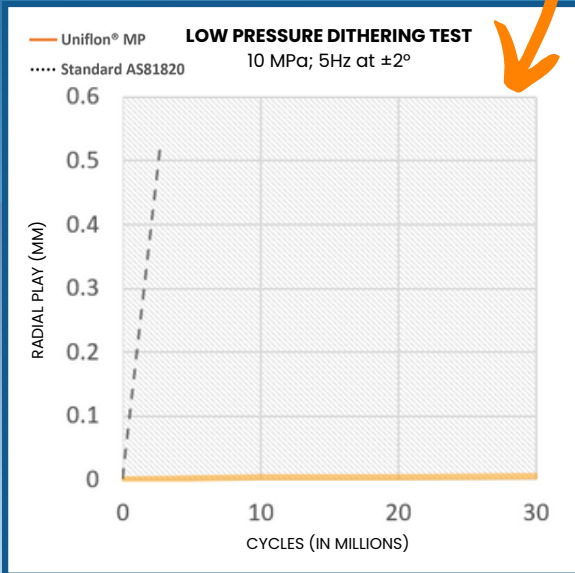 Uniflon® MP
Standard AS81820
LOW PRESSURE DITHERING TEST
10 MPa; 5Hz at ±2°
0.6
0.5
0.4
0.3
0.2
0.1
0
RADIAL PLAY (MM)
0 10 20 30
CYCLES (IN MILLIONS)